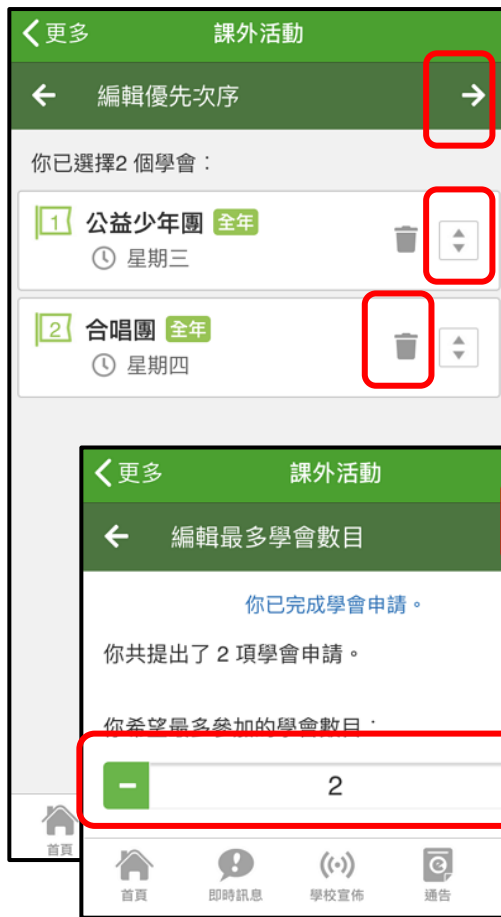 更多 課外活動
編輯優先次序
你已選擇2 個學會：
1 公益少年團 全年
星期三
2 合唱團 全年
星期四
更多 課外活動
編輯最多學會數目
你已完成學會申請。
你共提出了 2 項學會申請。
你希望最多參加的學會數目：
2
首頁
首頁 即時訊息 學校宣佈 通告